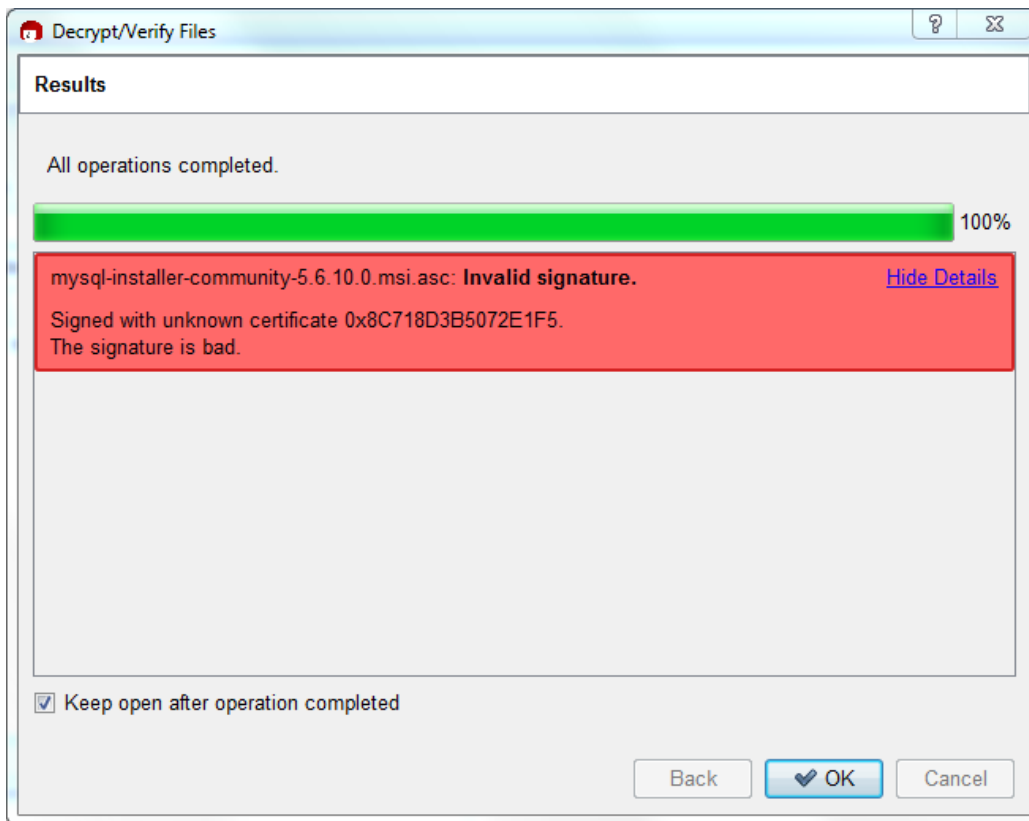 Decrypt/Verify Files
Results
All operations completed.
100%
mysql-installer-community-5.6.10.0.msi.asc: Invalid signature. Hide Details
Signed with unknown certificate 0x8C718D3B5072E1F5.
The signature is bad.
Keep open after operation completed
Back OK Cancel